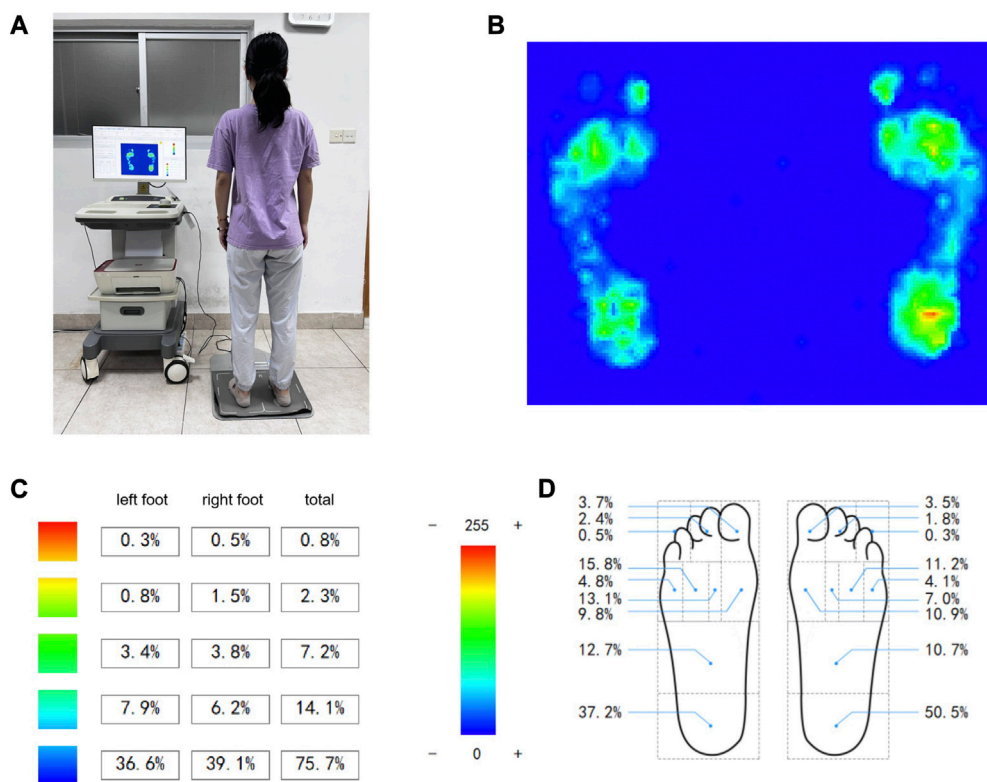 A
B
C
left foot right foot total
0.3% 0.5% 0.8%
0.8% 1.5% 2.3%
3.4% 3.8% 7.2%
7.9% 6.2% 14.1%
36.6% 39.1% 75.7%
− 255 +
− 0 +
D
3.7%
2.4%
0.5%
15.8%
4.8%
13.1%
9.8%
12.7%
37.2%
3.5%
1.8%
0.3%
11.2%
4.1%
7.0%
10.9%
10.7%
50.5%